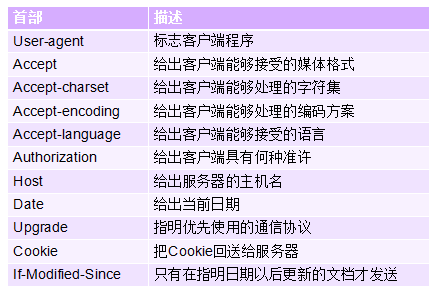 首部 描述
User-agent 标志客户端程序
Accept 给出客户端能够接受的媒体格式
Accept-charset 给出客户端能够处理的字符集
Accept-encoding 给出客户端能够处理的编码方案
Accept-language 给出客户端能够接受的语言
Authorization 给出客户端具有何种准许
Host 给出服务器的主机名
Date 给出当前日期
Upgrade 指明优先使用的通信协议
Cookie 把Cookie回送给服务器
If-Modified-Since 只有在指明日期以后更新的文档才发送